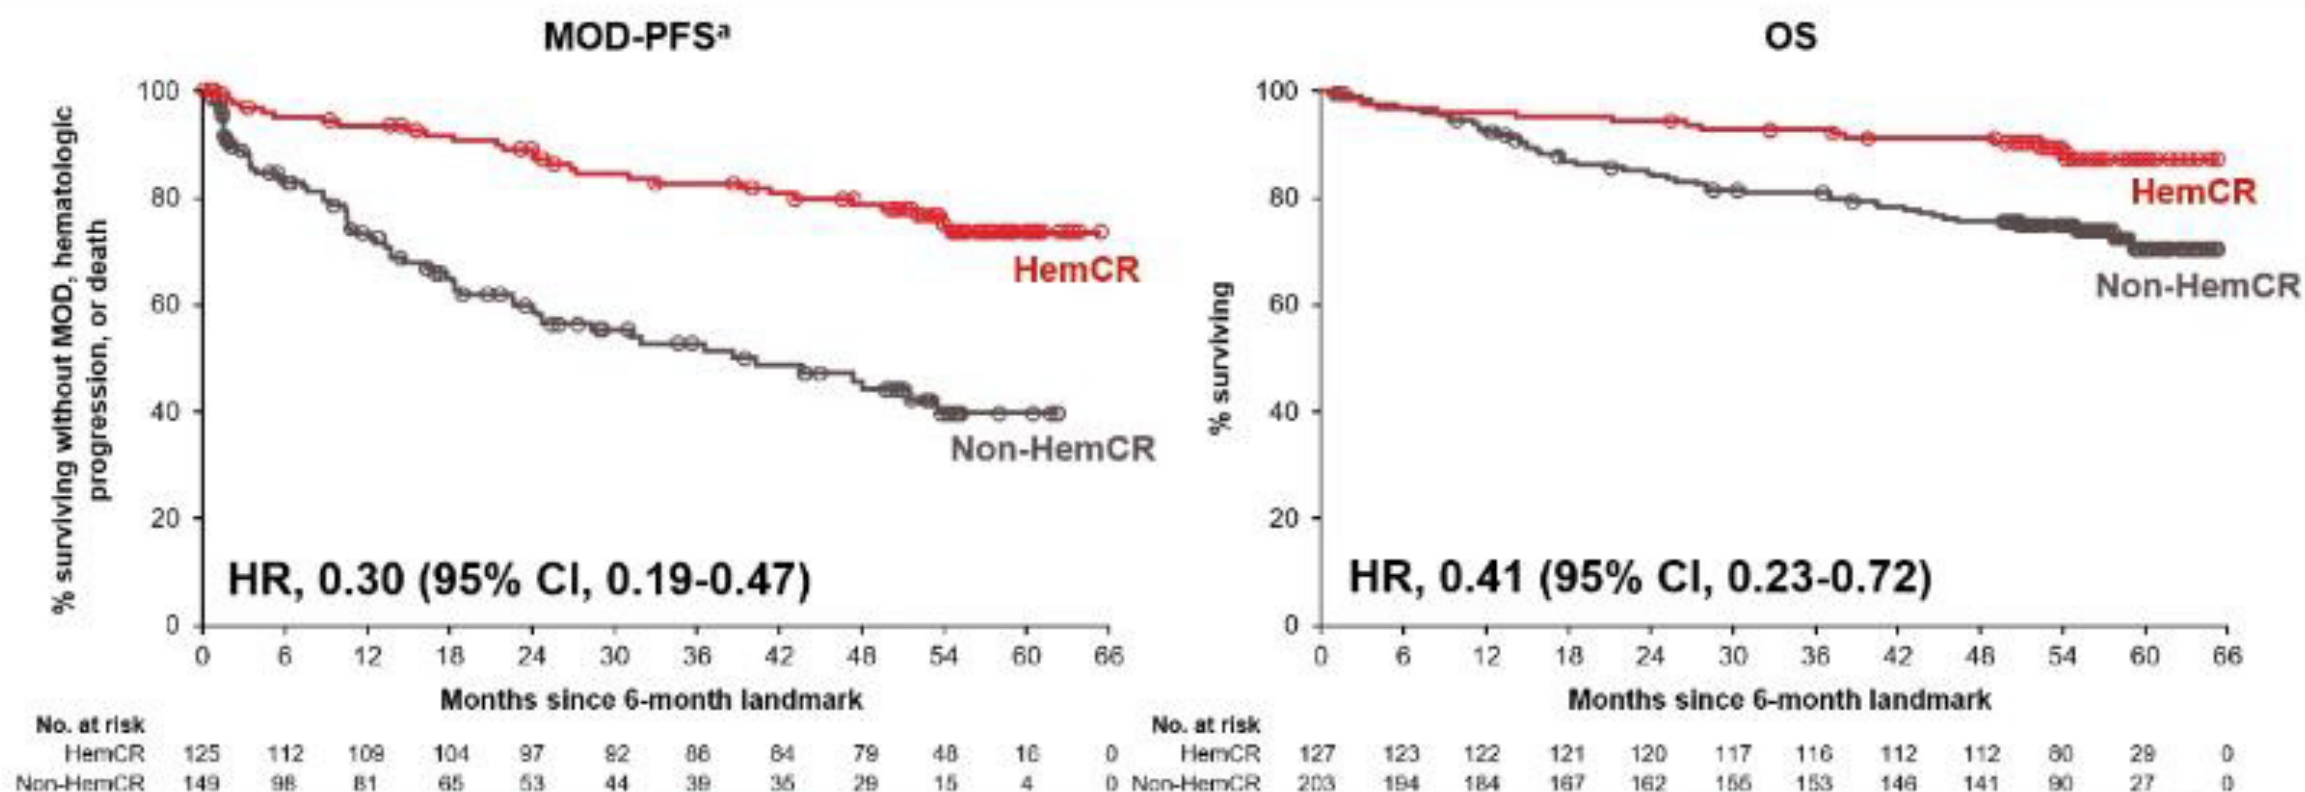 MOD-PFSᵃ
% surviving without MOD, hematologic
progression, or death
100
80
60
40
20
0
HemCR
Non-HemCR
HR, 0.30 (95% CI, 0.19-0.47)
0 6 12 18 24 30 36 42 48 54 60 66
Months since 6-month landmark
No. at risk
HemCR 125 112 109 104 97 92 86 84 79 48 16 0
Non-HemCR 149 98 81 65 53 44 39 35 29 15 4 0
OS
% surviving
100
80
60
40
20
0
HemCR
Non-HemCR
HR, 0.41 (95% CI, 0.23-0.72)
0 6 12 18 24 30 36 42 48 54 60 66
Months since 6-month landmark
No. at risk
HemCR 127 123 122 121 120 117 116 112 112 80 29 0
Non-HemCR 203 194 184 167 162 155 153 146 141 90 27 0